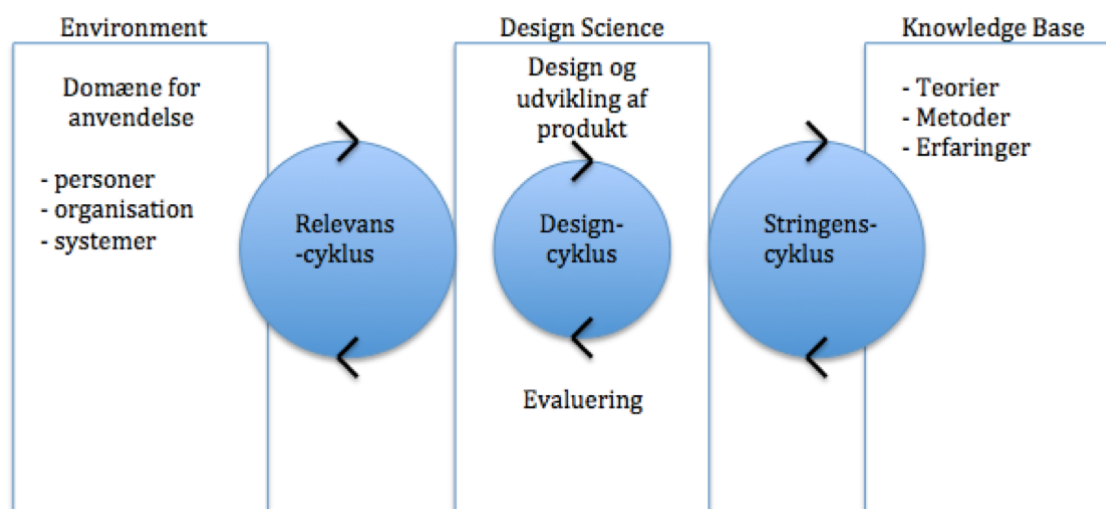 Environment
Domæne for
anvendelse
- personer
- organisation
- systemer
Relevans
-cyklus
Design Science
Design og
udvikling af
produkt
Design-
cyklus
Evaluering
Stringens-
cyklus
Knowledge Base
- Teorier
- Metoder
- Erfaringer